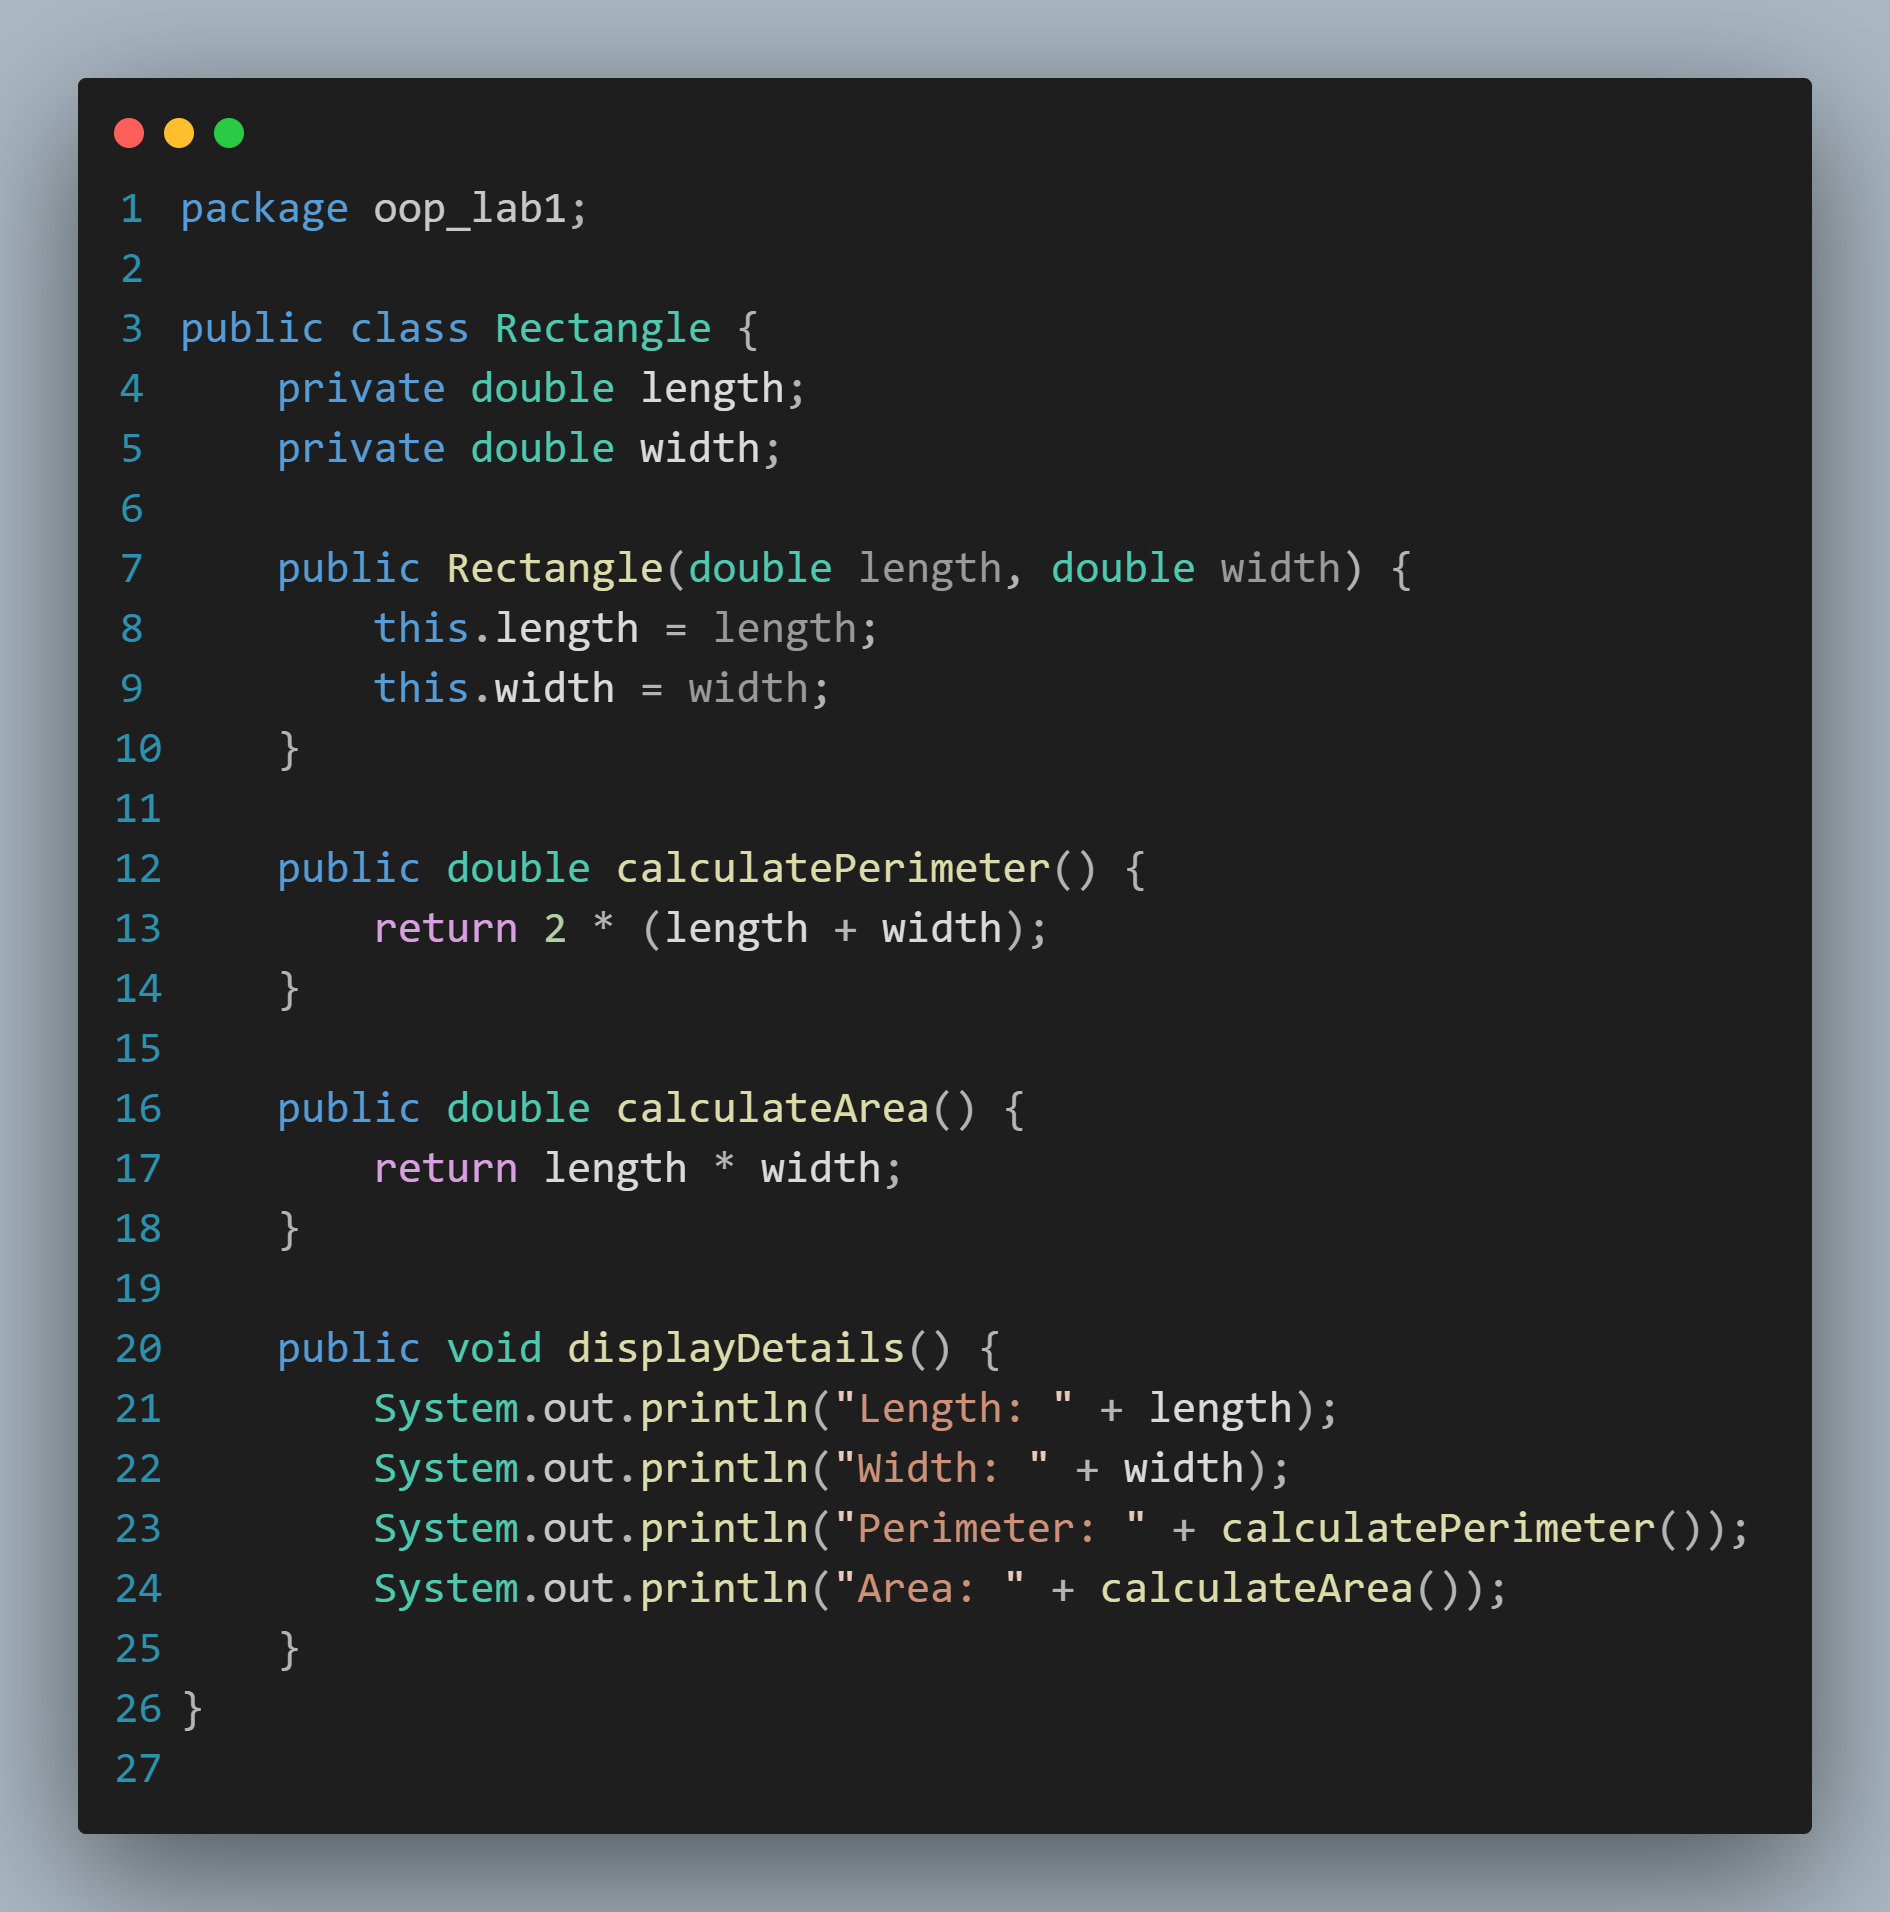 1 package oop_lab1;
2
3 public class Rectangle {
4     private double length;
5     private double width;
6
7     public Rectangle(double length, double width) {
8         this.length = length;
9         this.width = width;
10     }
11
12     public double calculatePerimeter() {
13         return 2 * (length + width);
14     }
15
16     public double calculateArea() {
17         return length * width;
18     }
19
20     public void displayDetails() {
21         System.out.println("Length: " + length);
22         System.out.println("Width: " + width);
23         System.out.println("Perimeter: " + calculatePerimeter());
24         System.out.println("Area: " + calculateArea());
25     }
26 }
27